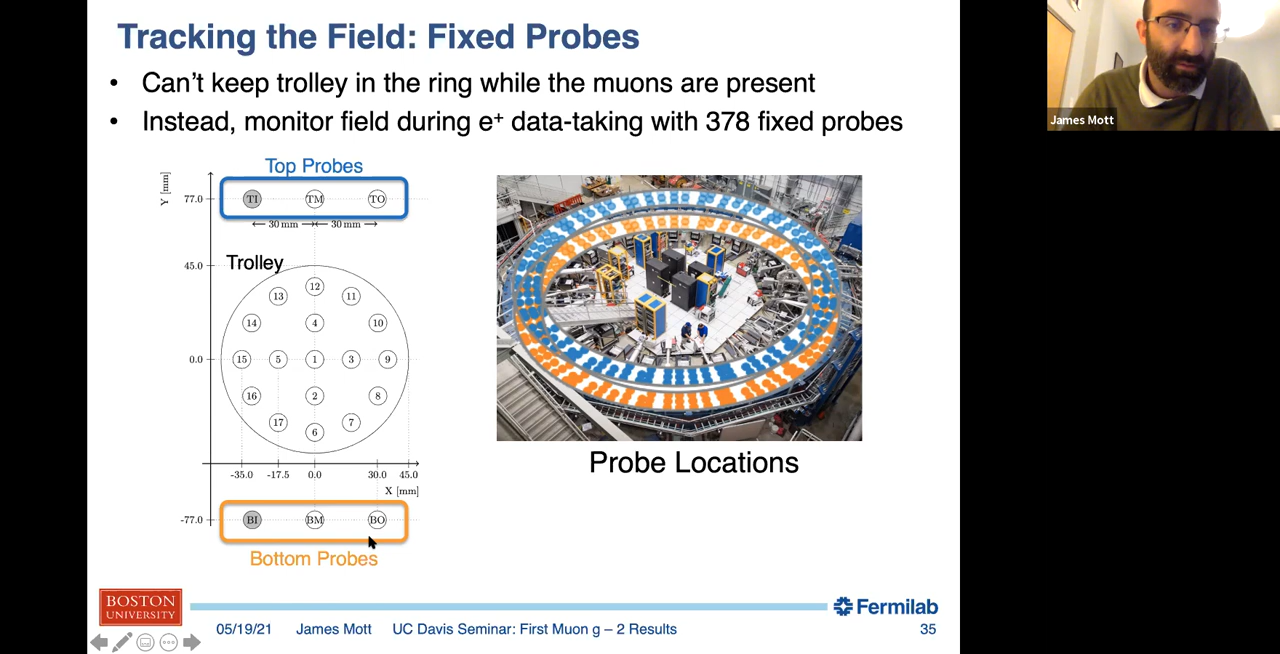 Tracking the Field: Fixed Probes
• Can't keep trolley in the ring while the muons are present
• Instead, monitor field during e⁺ data-taking with 378 fixed probes
James Mott
Top Probes
Y [mm]
77.0
TI TM TO
30 mm 30 mm
45.0
Trolley
12
13 11
14 4 10
0.0
15 5 1 3 9
16 2 8
17 7
6
-35.0 -17.5 0.0 30.0 45.0
X [mm]
-77.0
BI BM BO
Bottom Probes
Probe Locations
BOSTON
UNIVERSITY
Fermilab
05/19/21 James Mott UC Davis Seminar: First Muon g – 2 Results 35